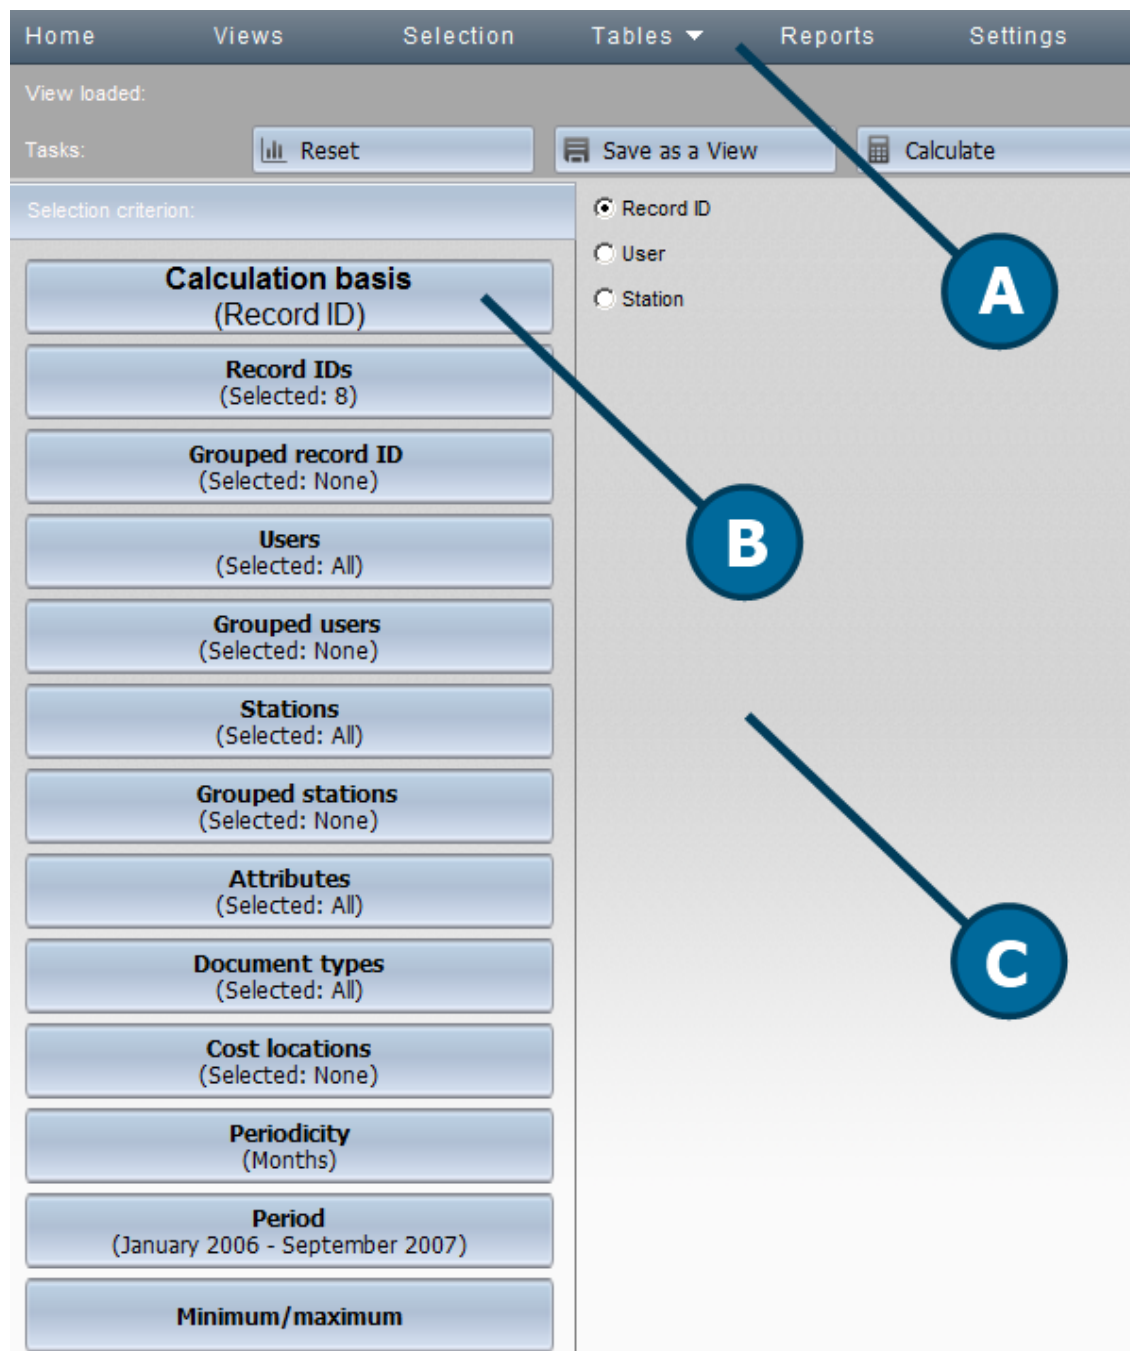 Home Views Selection Tables Reports Settings
View loaded:
Tasks: Reset Save as a View Calculate
Selection criterion:
Record ID
User
Station
A
Calculation basis
(Record ID)
B
Record IDs
(Selected: 8)
Grouped record ID
(Selected: None)
Users
(Selected: All)
Grouped users
(Selected: None)
Stations
(Selected: All)
Grouped stations
(Selected: None)
Attributes
(Selected: All)
C
Document types
(Selected: All)
Cost locations
(Selected: None)
Periodicity
(Months)
Period
(January 2006 - September 2007)
Minimum/maximum